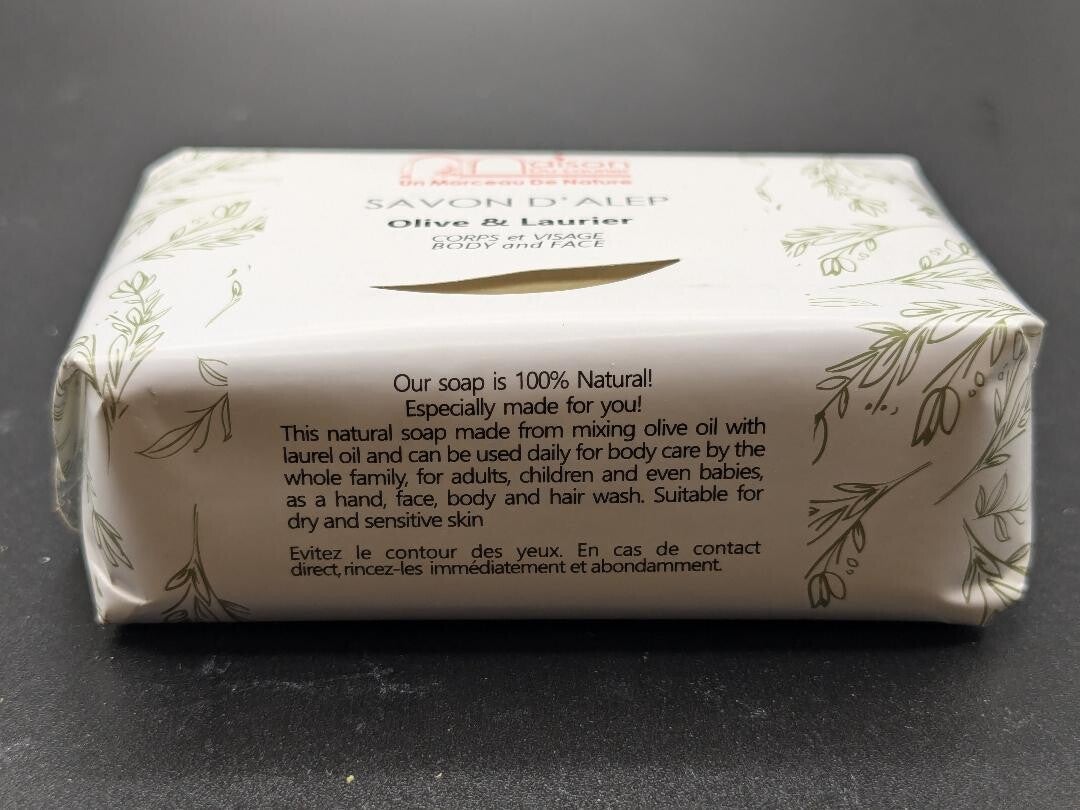 Maison
Du Laurier
Un Morceau De Nature
SAVON D'ALEP
Olive & Laurier
CORPS et VISAGE
BODY and FACE
Our soap is 100% Natural!
Especially made for you!
This natural soap made from mixing olive oil with
laurel oil and can be used daily for body care by the
whole family, for adults, children and even babies,
as a hand, face, body and hair wash. Suitable for
dry and sensitive skin
Evitez le contour des yeux. En cas de contact
direct, rincez-les immédiatement et abondamment.